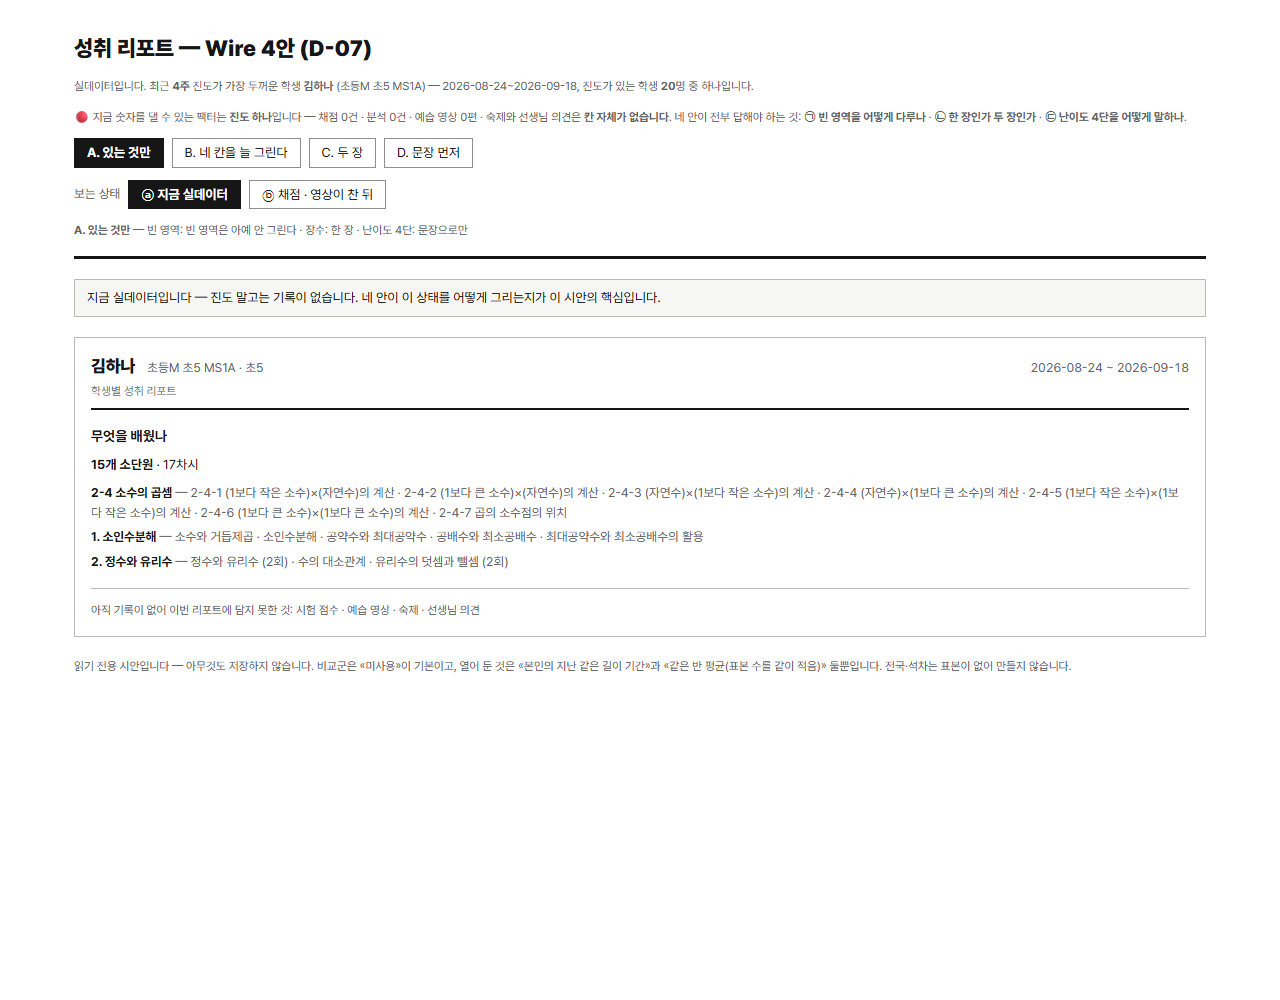 성취 리포트 — Wire 4안 (D-07)
실데이터입니다. 최근 4주 진도가 가장 두꺼운 학생 김하나 (초등M 초5 MS1A) — 2026-08-24~2026-09-18, 진도가 있는 학생 20명 중 하나입니다.
지금 숫자를 댈 수 있는 팩터는 진도 하나입니다 — 채점 0건 · 분석 0건 · 예습 영상 0편 · 숙제와 선생님 의견은 칸 자체가 없습니다. 네 안이 전부 답해야 하는 것: ㉠ 빈 영역을 어떻게 다루나 · ㉡ 한 장인가 두 장인가 · ㉢ 난이도 4단을 어떻게 말하나.
A. 있는 것만 B. 네 칸을 늘 그린다 C. 두 장 D. 문장 먼저
보는 상태 ⓐ 지금 실데이터 ⓑ 채점 · 영상이 찬 뒤
A. 있는 것만 — 빈 영역: 빈 영역은 아예 안 그린다 · 장수: 한 장 · 난이도 4단: 문장으로만
지금 실데이터입니다 — 진도 말고는 기록이 없습니다. 네 안이 이 상태를 어떻게 그리는지가 이 시안의 핵심입니다.
김하나 초등M 초5 MS1A · 초5 2026-08-24 ~ 2026-09-18
학생별 성취 리포트
무엇을 배웠나
15개 소단원 · 17차시
2-4 소수의 곱셈 — 2-4-1 (1보다 작은 소수)×(자연수)의 계산 · 2-4-2 (1보다 큰 소수)×(자연수)의 계산 · 2-4-3 (자연수)×(1보다 작은 소수)의 계산 · 2-4-4 (자연수)×(1보다 큰 소수)의 계산 · 2-4-5 (1보다 작은 소수)×(1보
다 작은 소수)의 계산 · 2-4-6 (1보다 큰 소수)×(1보다 큰 소수)의 계산 · 2-4-7 곱의 소수점의 위치
1. 소인수분해 — 소수와 거듭제곱 · 소인수분해 · 공약수와 최대공약수 · 공배수와 최소공배수 · 최대공약수와 최소공배수의 활용
2. 정수와 유리수 — 정수와 유리수 (2회) · 수의 대소관계 · 유리수의 덧셈과 뺄셈 (2회)
아직 기록이 없어 이번 리포트에 담지 못한 것: 시험 점수 · 예습 영상 · 숙제 · 선생님 의견
읽기 전용 시안입니다 — 아무것도 저장하지 않습니다. 비교군은 «미사용»이 기본이고, 열어 둔 것은 «본인의 지난 같은 길이 기간»과 «같은 반 평균(표본 수를 같이 적음)» 둘뿐입니다. 전국·석차는 표본이 없어 만들지 않습니다.